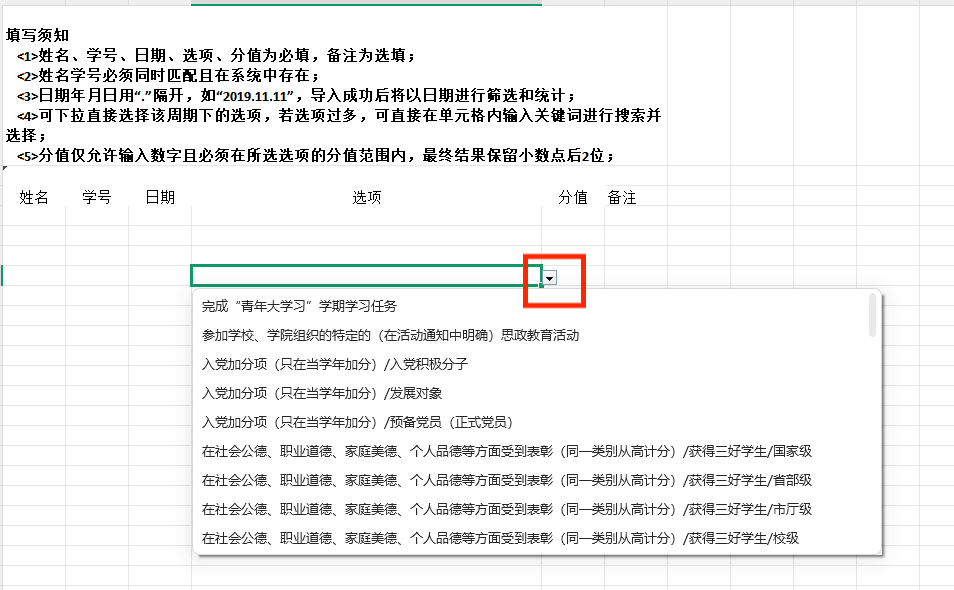 填写须知
<1>姓名、学号、日期、选项、分值为必填，备注为选填；
<2>姓名学号必须同时匹配且在系统中存在；
<3>日期年月日用“.”隔开，如“2019.11.11”，导入成功后将以日期进行筛选和统计；
<4>可下拉直接选择该周期下的选项，若选项过多，可直接在单元格内输入关键词进行搜索并
选择；
<5>分值仅允许输入数字且必须在所选选项的分值范围内，最终结果保留小数点后2位；
姓名 学号 日期 选项 分值 备注
完成“青年大学习”学期学习任务
参加学校、学院组织的特定的（在活动通知中明确）思政教育活动
入党加分项（只在当学年加分）/入党积极分子
入党加分项（只在当学年加分）/发展对象
入党加分项（只在当学年加分）/预备党员（正式党员）
在社会公德、职业道德、家庭美德、个人品德等方面受到表彰（同一类别从高计分）/获得三好学生/国家级
在社会公德、职业道德、家庭美德、个人品德等方面受到表彰（同一类别从高计分）/获得三好学生/省部级
在社会公德、职业道德、家庭美德、个人品德等方面受到表彰（同一类别从高计分）/获得三好学生/市厅级
在社会公德、职业道德、家庭美德、个人品德等方面受到表彰（同一类别从高计分）/获得三好学生/校级